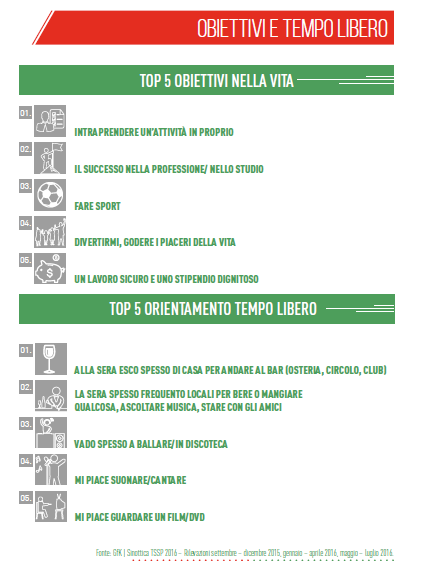 OBIETTIVI E TEMPO LIBERO
TOP 5 OBIETTIVI NELLA VITA
01.
INTRAPRENDERE UN'ATTIVITÀ IN PROPRIO
02.
IL SUCCESSO NELLA PROFESSIONE/ NELLO STUDIO
03.
FARE SPORT
04.
DIVERTIRMI, GODERE I PIACERI DELLA VITA
05.
$
UN LAVORO SICURO E UNO STIPENDIO DIGNITOSO
TOP 5 ORIENTAMENTO TEMPO LIBERO
01.
ALLA SERA ESCO SPESSO DI CASA PER ANDARE AL BAR (OSTERIA, CIRCOLO, CLUB)
02.
LA SERA SPESSO FREQUENTO LOCALI PER BERE O MANGIARE
QUALCOSA, ASCOLTARE MUSICA, STARE CON GLI AMICI
03.
VADO SPESSO A BALLARE/IN DISCOTECA
04.
MI PIACE SUONARE/CANTARE
05.
MI PIACE GUARDARE UN FILM/DVD
Fonte: GfK | Sinottica TSSP 2016 – Rilevazioni settembre – dicembre 2015, gennaio – aprile 2016, maggio – luglio 2016.